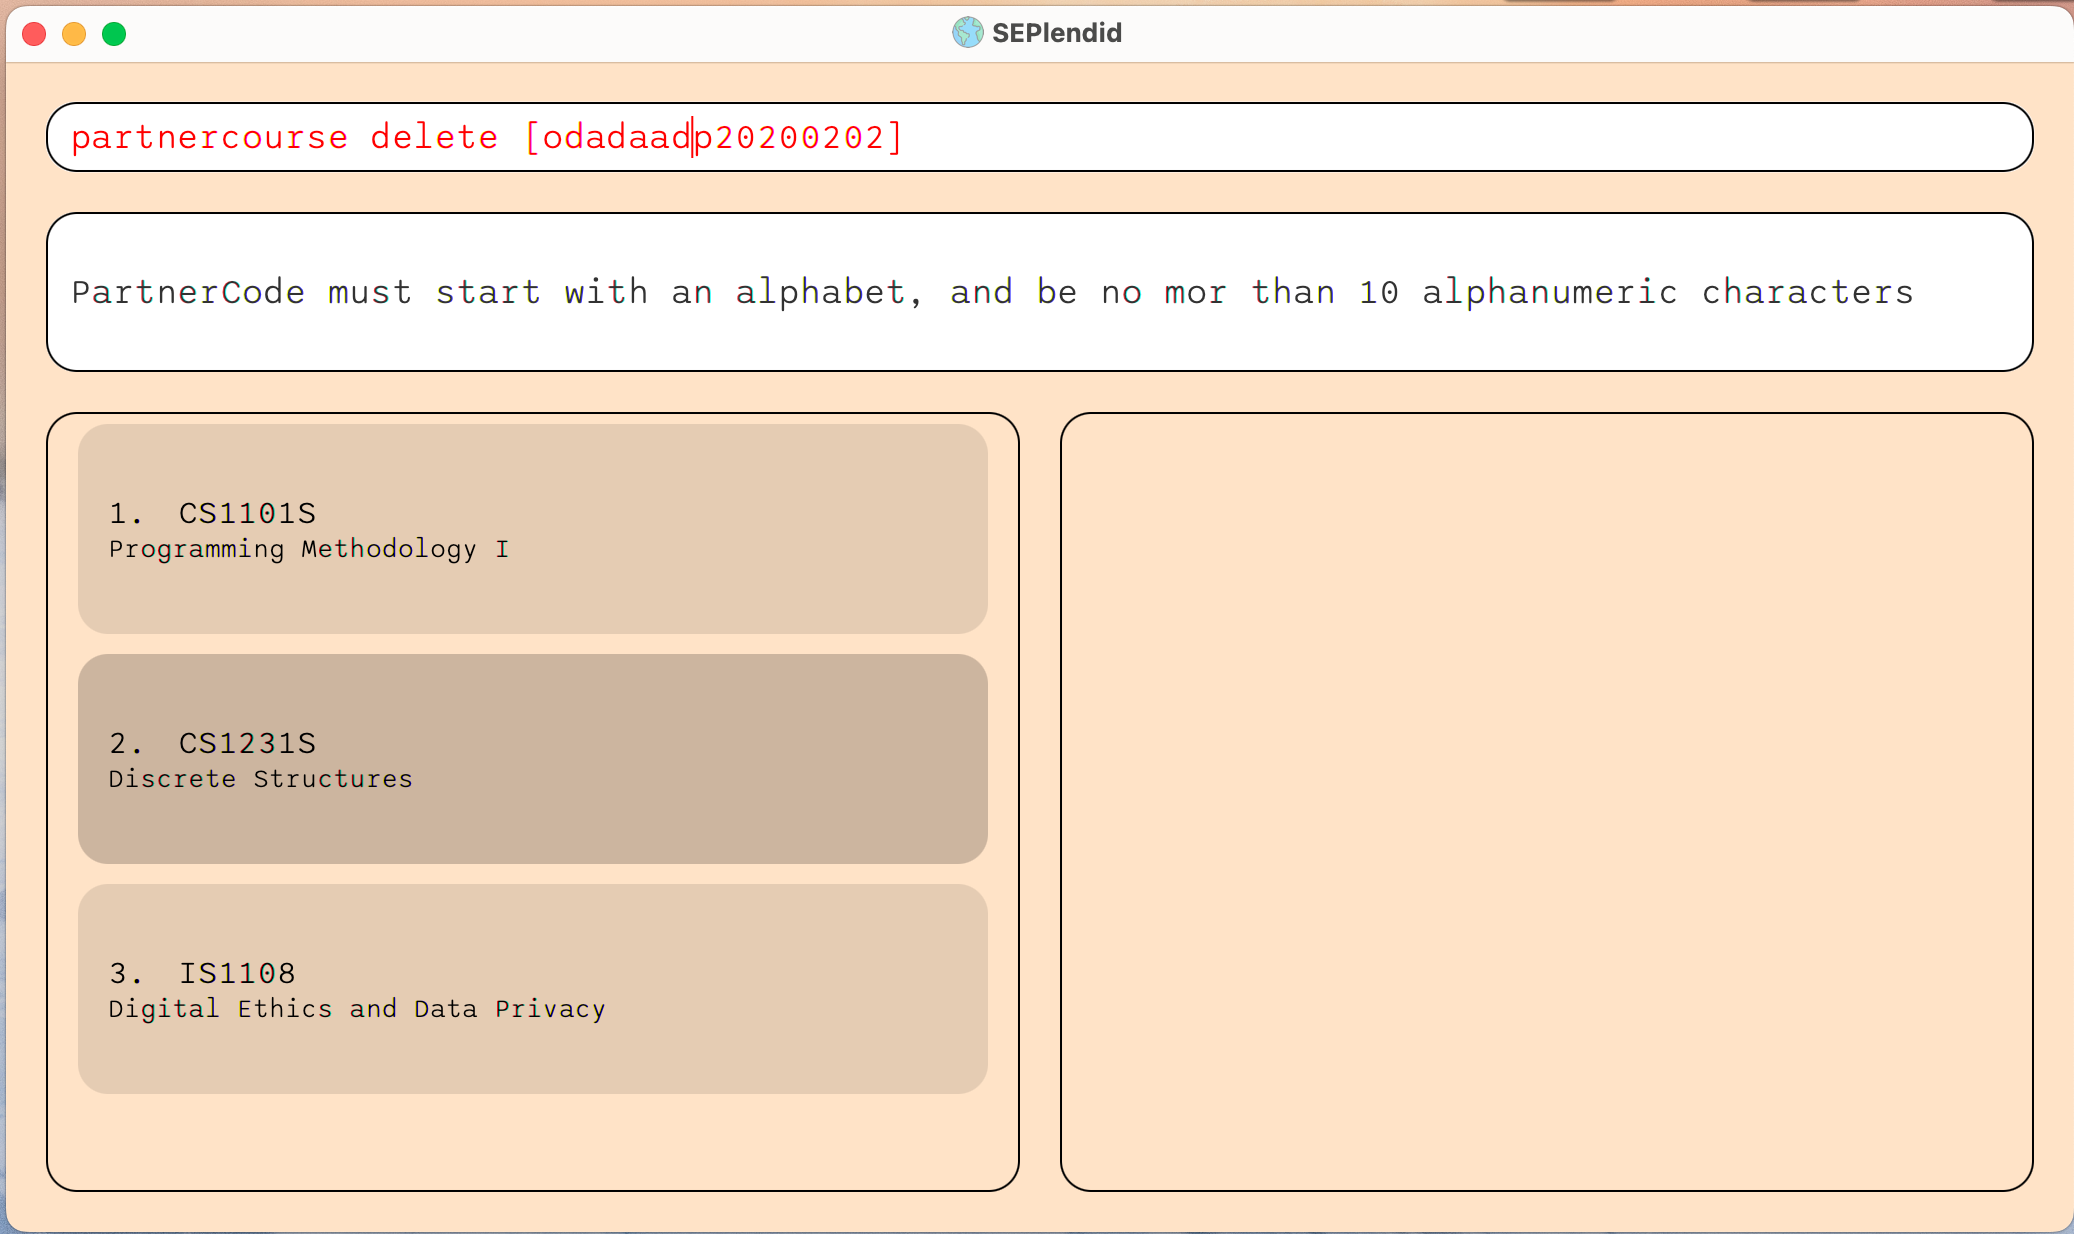 SEPlendid
partnercourse delete [odadaadp20200202]
PartnerCode must start with an alphabet, and be no mor than 10 alphanumeric characters
1. CS1101S
Programming Methodology I
2. CS1231S
Discrete Structures
3. IS1108
Digital Ethics and Data Privacy